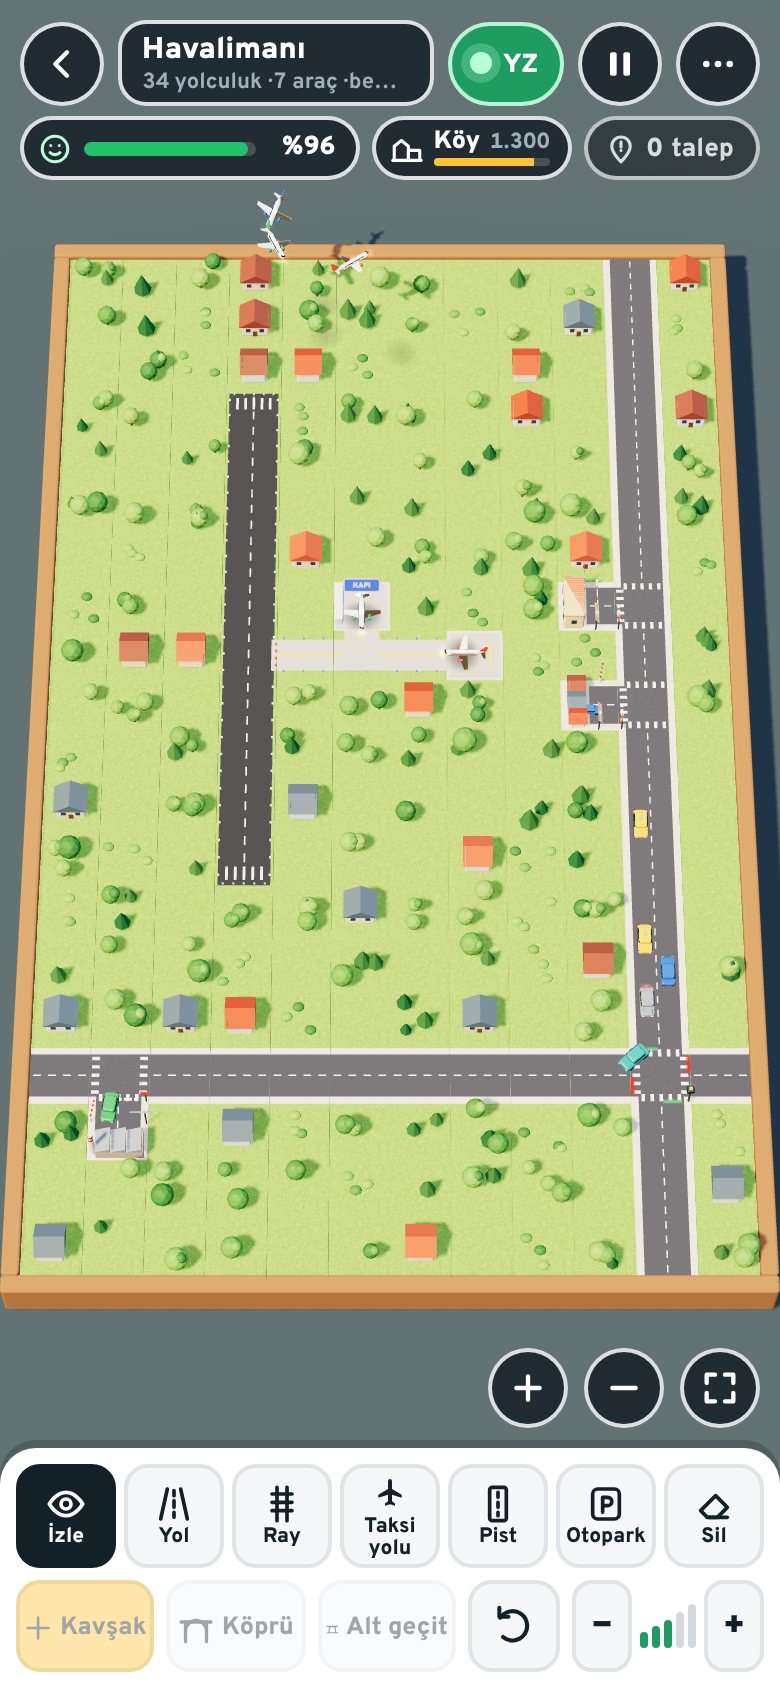 Havalimanı
34 yolculuk ·7 araç ·be...
YZ
%96
Köy 1.300
0 talep
KAPI
İzle
Yol
Ray
Taksi
yolu
Pist
P
Otopark
Sil
+ Kavşak
Köprü
Alt geçit